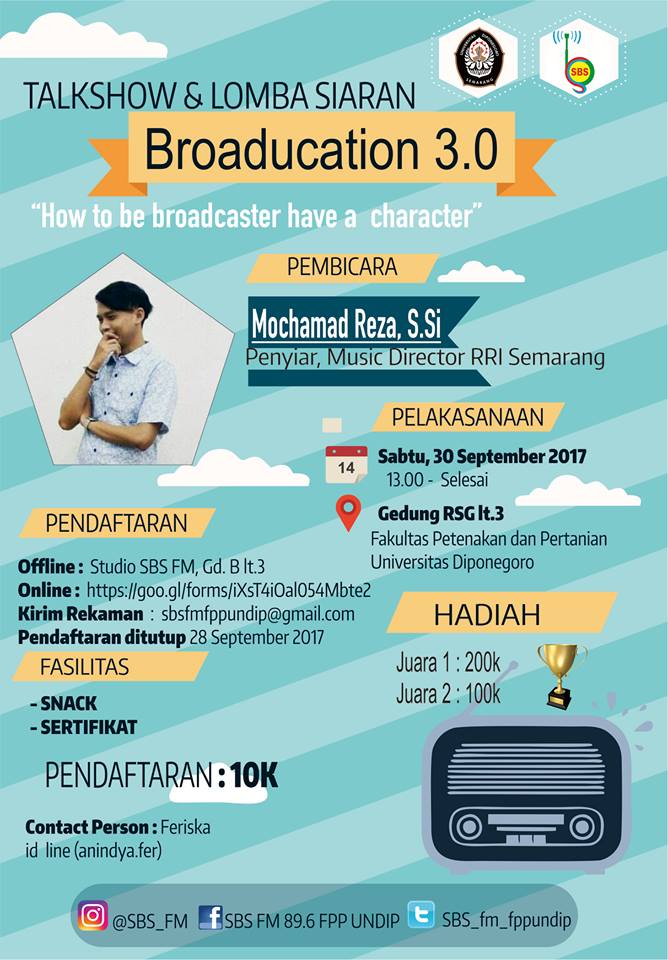 SEMARANG
SBS
TALKSHOW & LOMBA SIARAN
Broaducation 3.0
“How to be broadcaster have a character”
PEMBICARA
Mochamad Reza, S.Si
Penyiar, Music Director RRI Semarang
PELAKASANAAN
14
Sabtu, 30 September 2017
13.00 - Selesai
Gedung RSG lt.3
Fakultas Petenakan dan Pertanian
Universitas Diponegoro
PENDAFTARAN
Offline : Studio SBS FM, Gd. B lt.3
Online : https://goo.gl/forms/iXsT4iOal054Mbte2
Kirim Rekaman : sbsfmfppundip@gmail.com
Pendaftaran ditutup 28 September 2017
HADIAH
Juara 1 : 200k
Juara 2 : 100k
FASILITAS
- SNACK
- SERTIFIKAT
PENDAFTARAN : 10K
Contact Person : Feriska
id line (anindya.fer)
@SBS_FM SBS FM 89.6 FPP UNDIP SBS_fm_fppundip